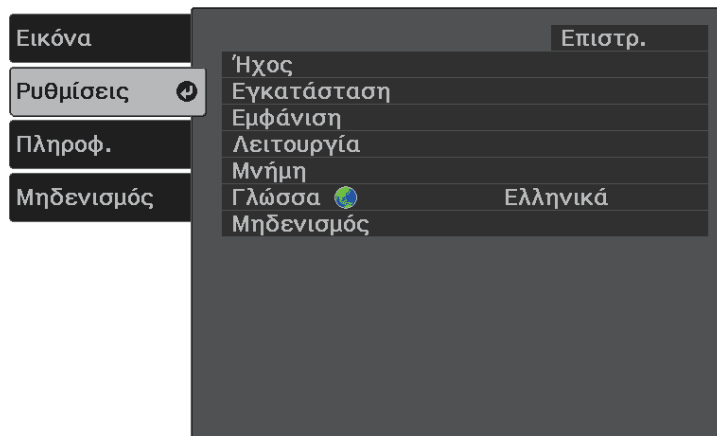 Εικόνα
Ρυθμίσεις
Πληροφ.
Μηδενισμός
Επιστρ.
Ήχος
Εγκατάσταση
Εμφάνιση
Λειτουργία
Μνήμη
Γλώσσα Ελληνικά
Μηδενισμός